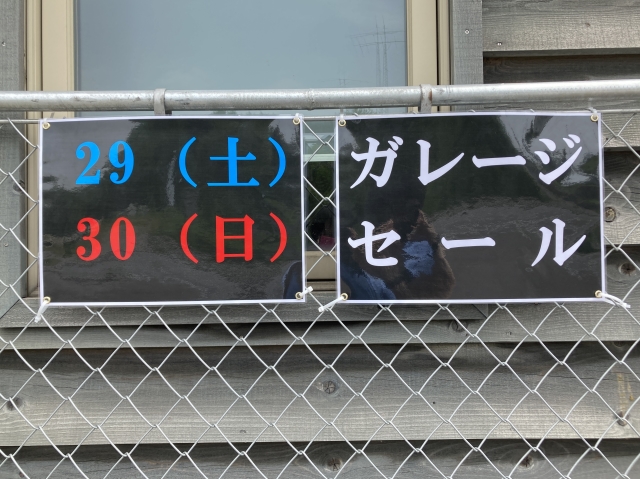 29（土）
30（日）
ガレージ
セール